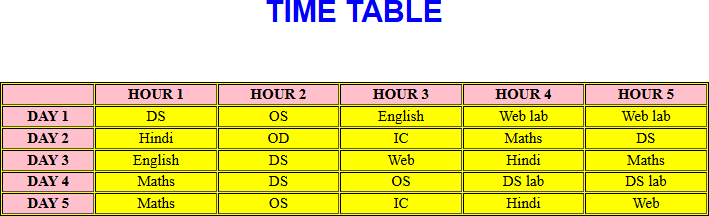 TIME TABLE
HOUR 1 HOUR 2 HOUR 3 HOUR 4 HOUR 5
DAY 1 DS OS English Web lab Web lab
DAY 2 Hindi OD IC Maths DS
DAY 3 English DS Web Hindi Maths
DAY 4 Maths DS OS DS lab DS lab
DAY 5 Maths OS IC Hindi Web